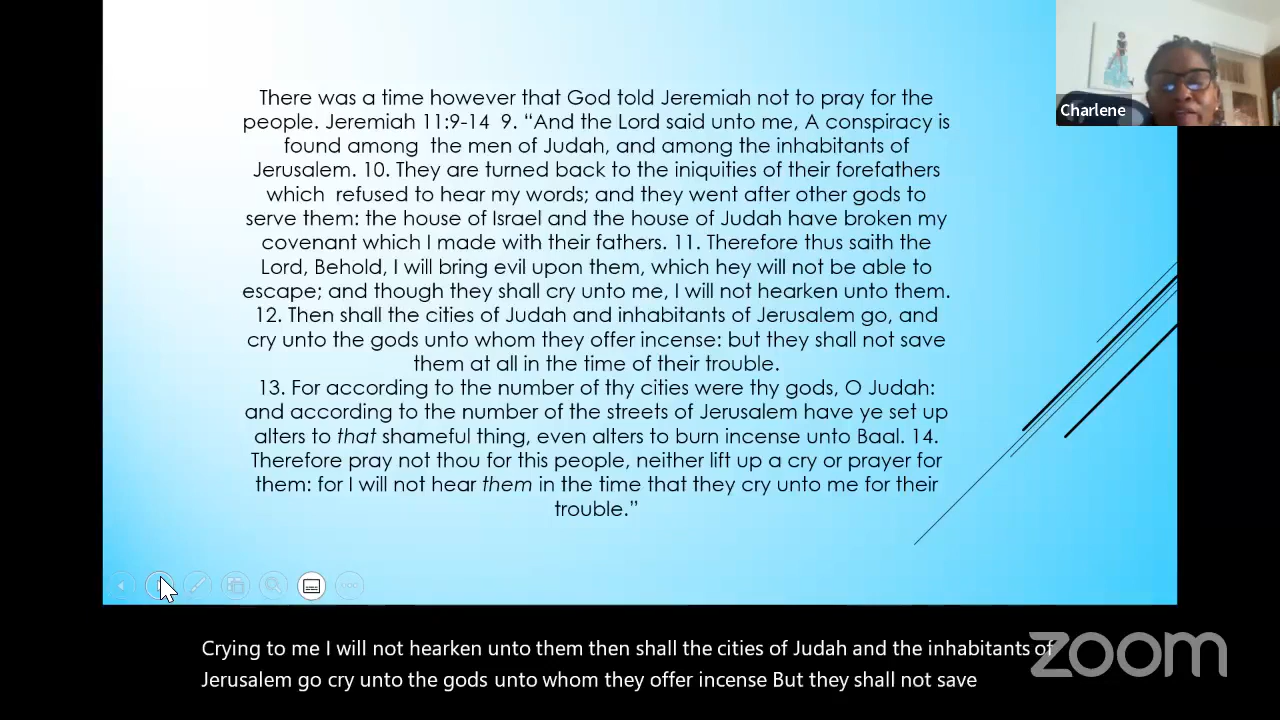 There was a time however that God told Jeremiah not to pray for the
people. Jeremiah 11:9-14 9. “And the Lord said unto me, A conspiracy is
found among the men of Judah, and among the inhabitants of
Jerusalem. 10. They are turned back to the iniquities of their forefathers
which refused to hear my words; and they went after other gods to
serve them: the house of Israel and the house of Judah have broken my
covenant which I made with their fathers. 11. Therefore thus saith the
Lord, Behold, I will bring evil upon them, which hey will not be able to
escape; and though they shall cry unto me, I will not hearken unto them.
12. Then shall the cities of Judah and inhabitants of Jerusalem go, and
cry unto the gods unto whom they offer incense: but they shall not save
them at all in the time of their trouble.
13. For according to the number of thy cities were thy gods, O Judah:
and according to the number of the streets of Jerusalem have ye set up
alters to that shameful thing, even alters to burn incense unto Baal. 14.
Therefore pray not thou for this people, neither lift up a cry or prayer for
them: for I will not hear them in the time that they cry unto me for their
trouble.”
Charlene
Crying to me I will not hearken unto them then shall the cities of Judah and the inhabitants of
Jerusalem go cry unto the gods unto whom they offer incense But they shall not save
zoom